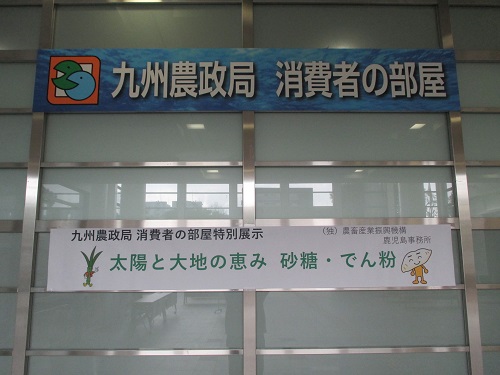 九州農政局 消費者の部屋
九州農政局 消費者の部屋特別展示
（独）農畜産業振興機構
鹿児島事務所
太陽と大地の恵み 砂糖・でん粉